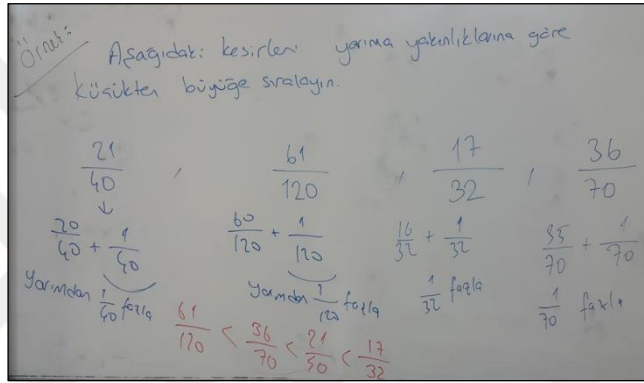 Örnek:
Aşağıdaki kesirleri yarıma yakınlıklarına göre
küçükten büyüğe sıralayın.
21/40 , 61/120 , 17/32 , 36/70
20/40 + 1/40 60/120 + 1/120 16/32 + 1/32 35/70 + 1/70
Yarımdan 1/40 fazla Yarımdan 1/120 fazla 1/32 fazla 1/70 fazla
61/120 < 36/70 < 21/40 < 17/32